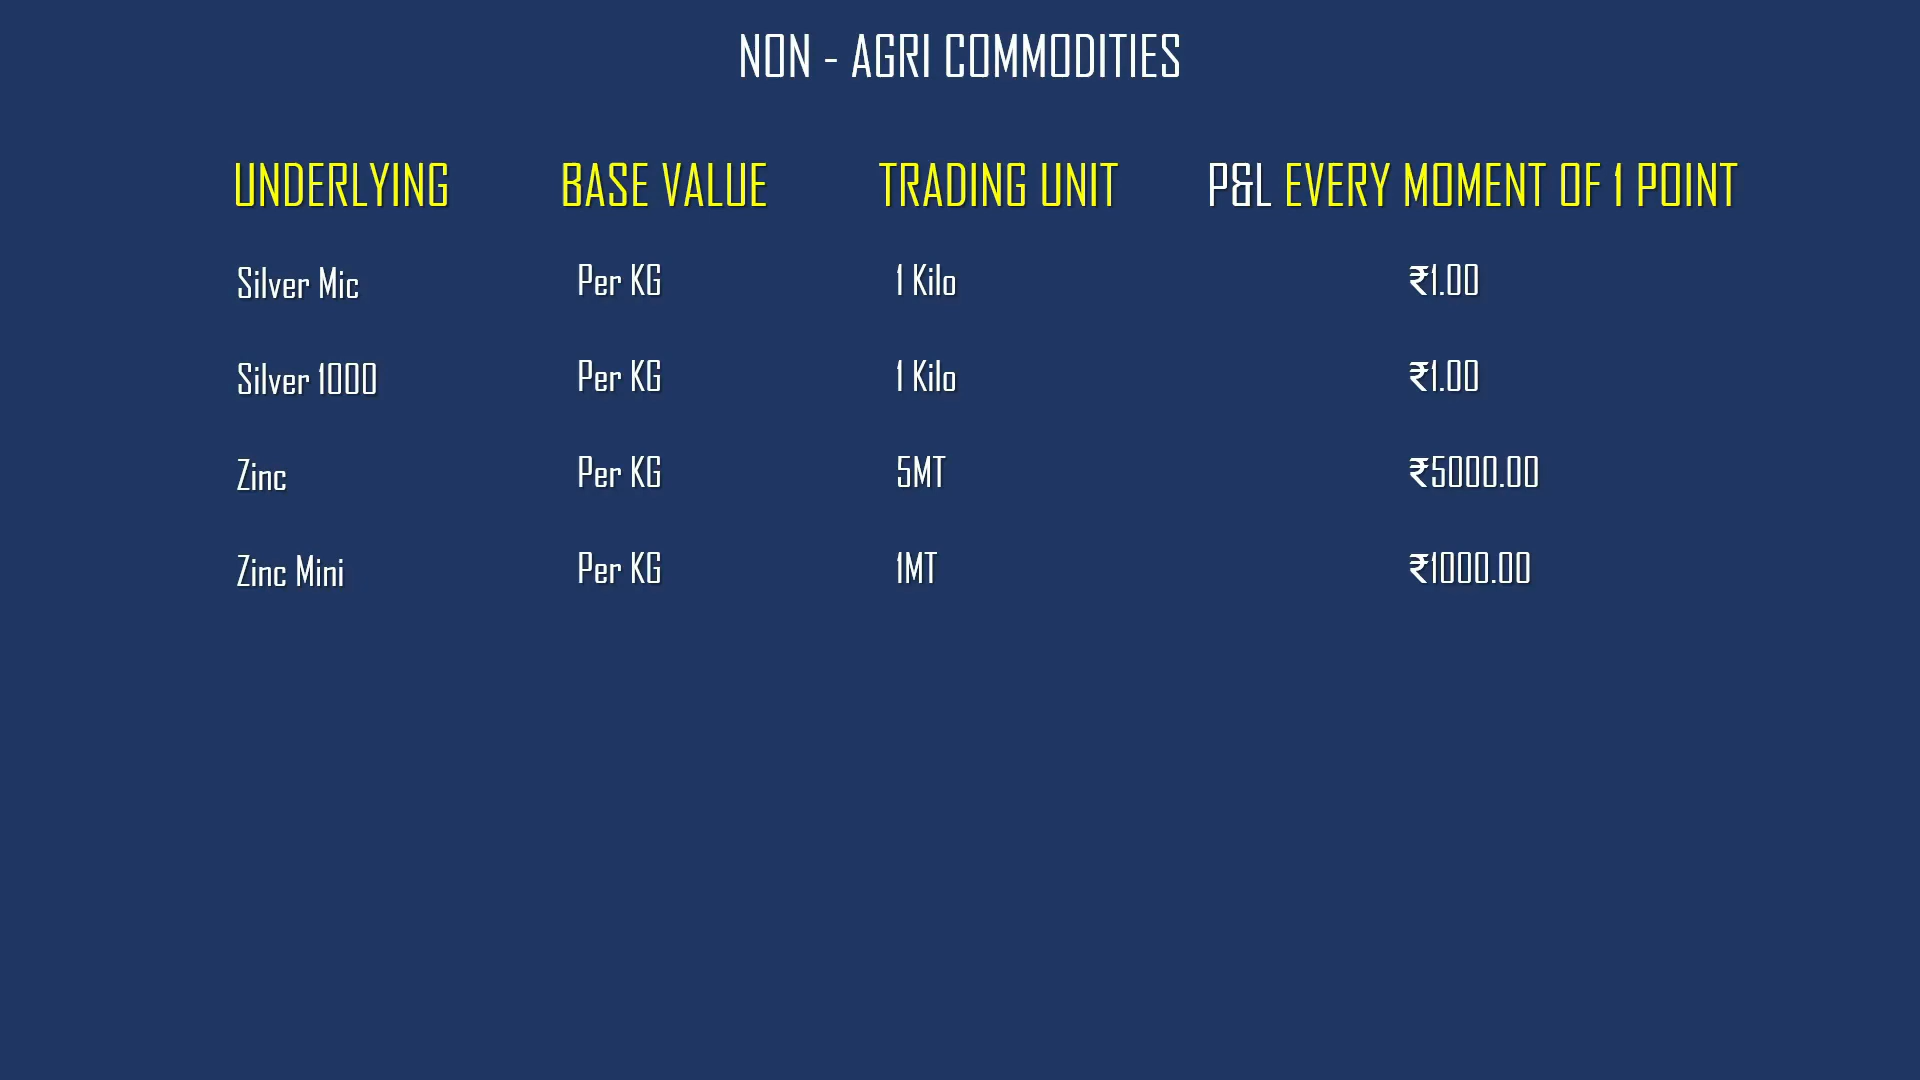 NON - AGRI COMMODITIES
UNDERLYING BASE VALUE TRADING UNIT P&L EVERY MOMENT OF 1 POINT
Silver Mic Per KG 1 Kilo ₹1.00
Silver 1000 Per KG 1 Kilo ₹1.00
Zinc Per KG 5MT ₹5000.00
Zinc Mini Per KG 1MT ₹1000.00